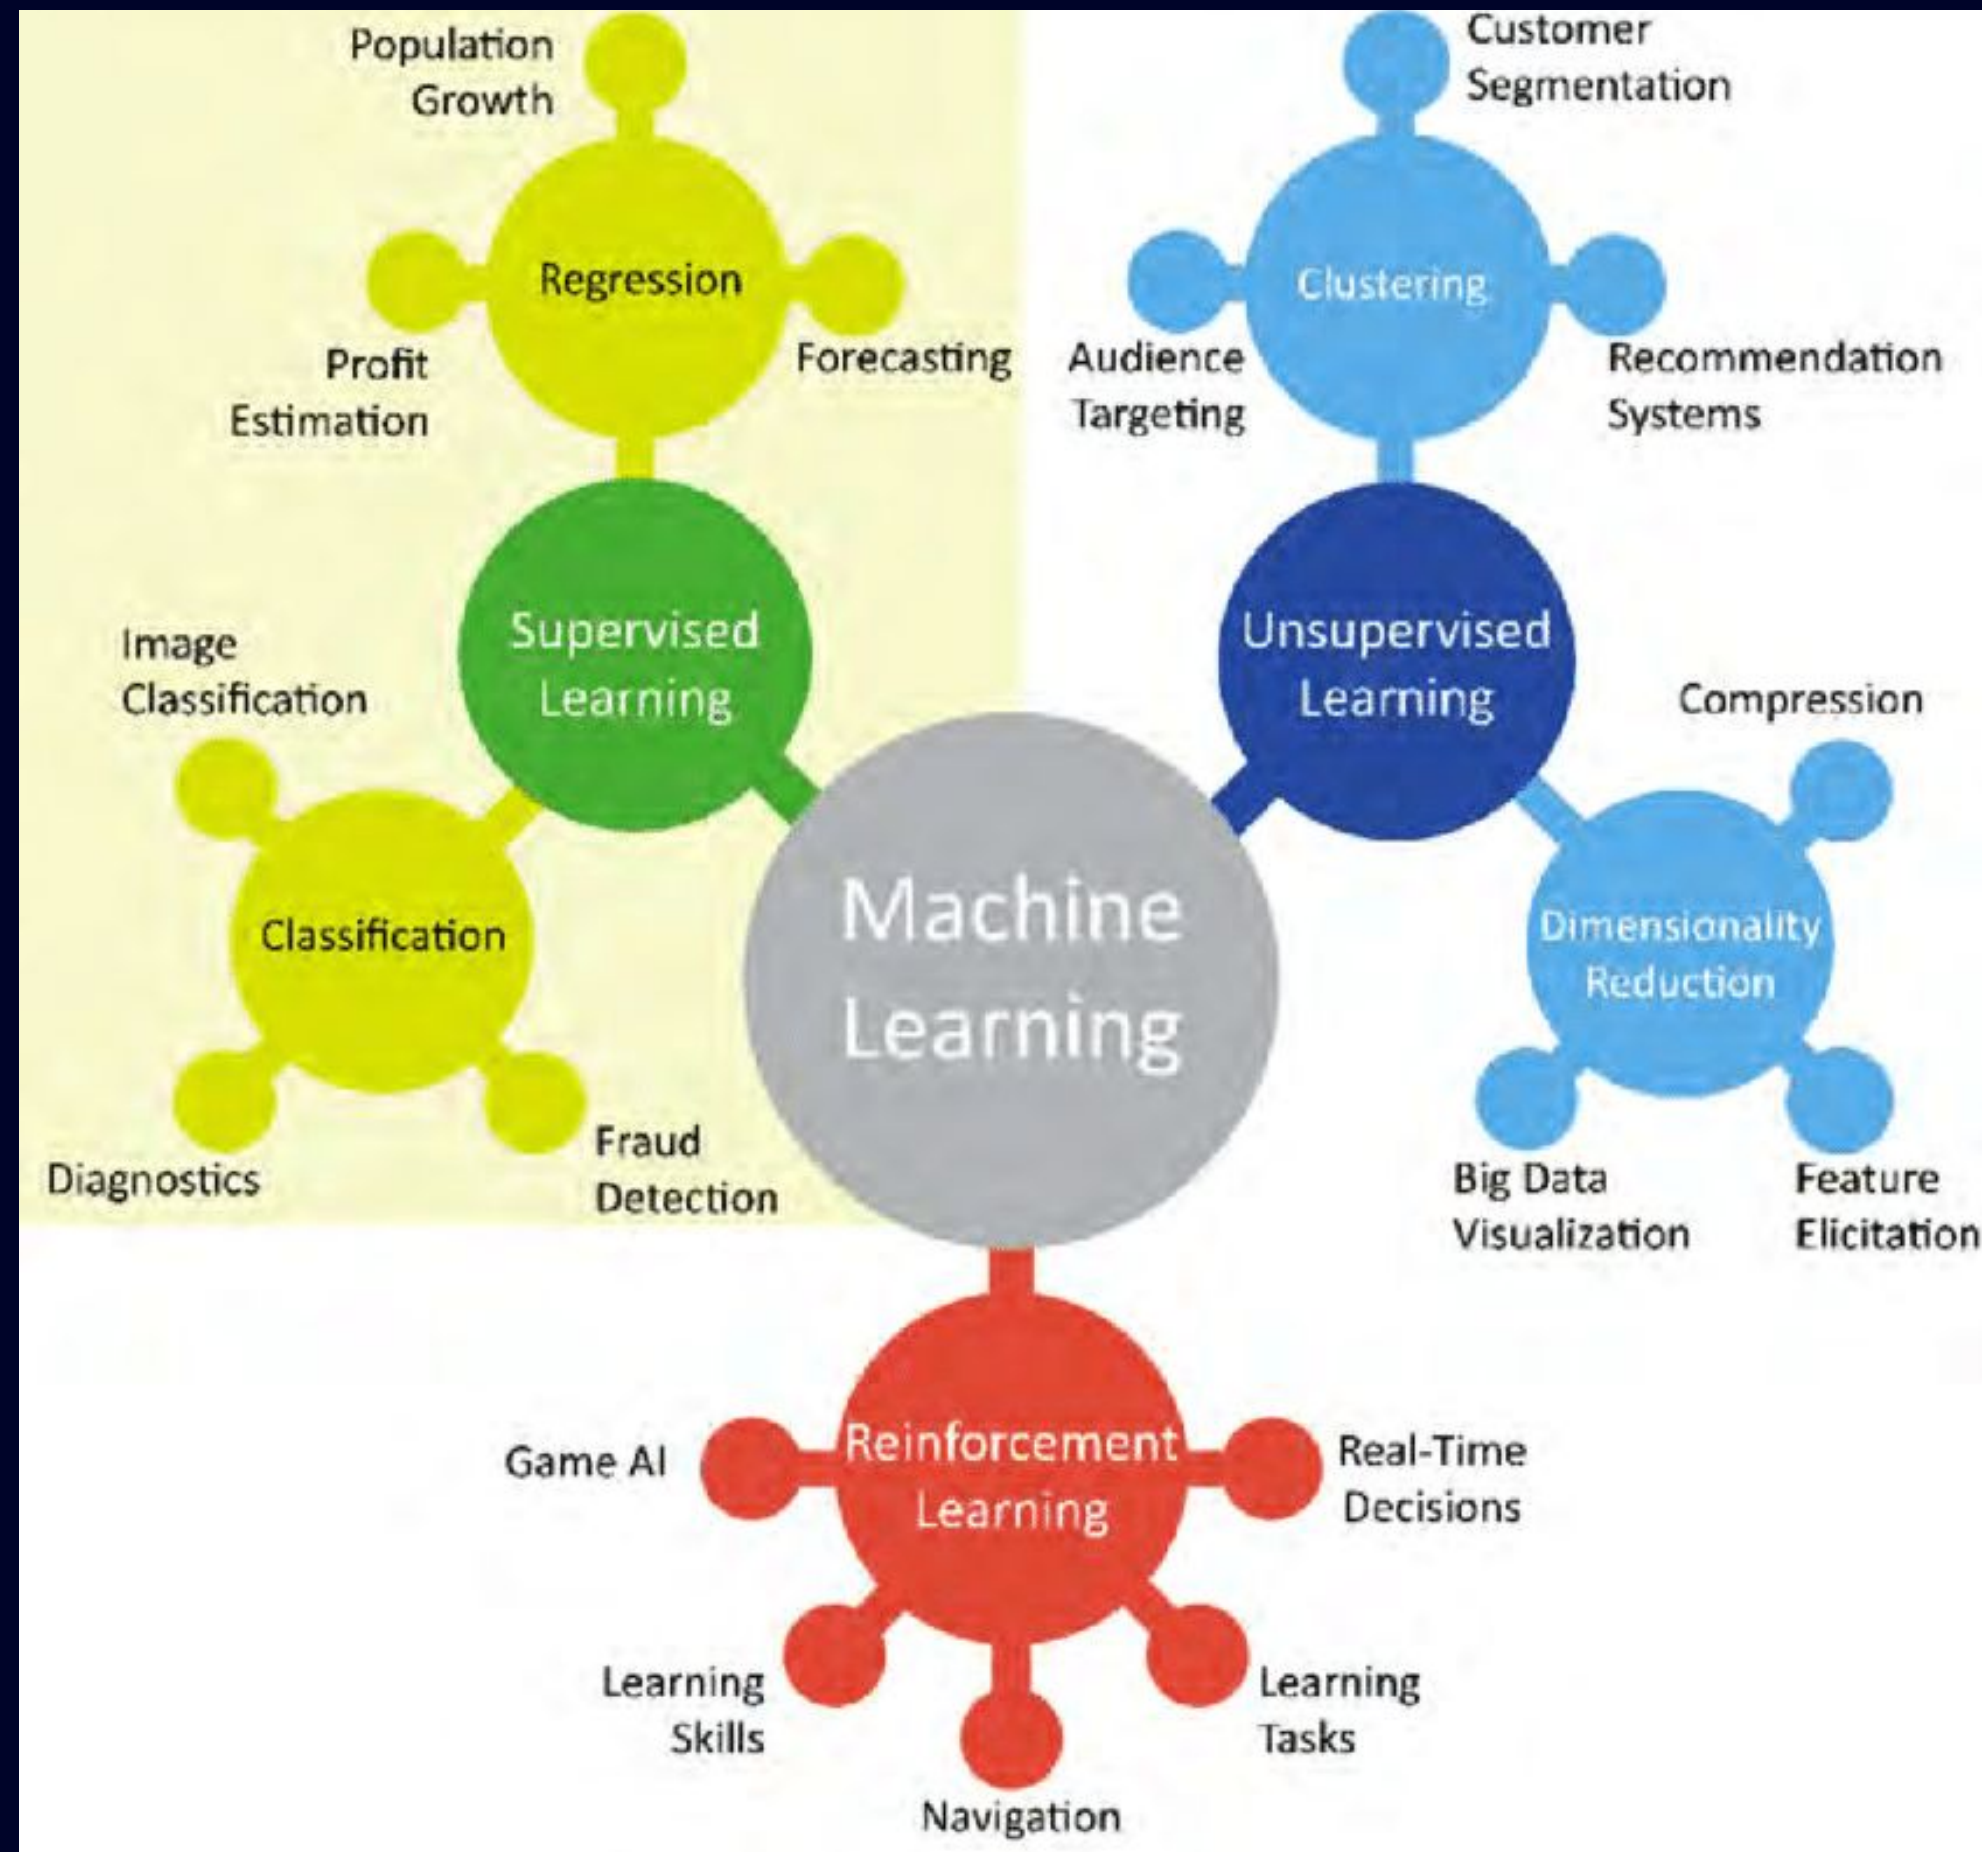 Population
Growth
Regression
Profit
Estimation
Forecasting
Customer
Segmentation
Clustering
Audience
Targeting
Recommendation
Systems
Supervised
Learning
Unsupervised
Learning
Image
Classification
Classification
Diagnostics
Fraud
Detection
Machine
Learning
Compression
Dimensionality
Reduction
Big Data
Visualization
Feature
Elicitation
Reinforcement
Learning
Game AI
Real-Time
Decisions
Learning
Skills
Navigation
Learning
Tasks